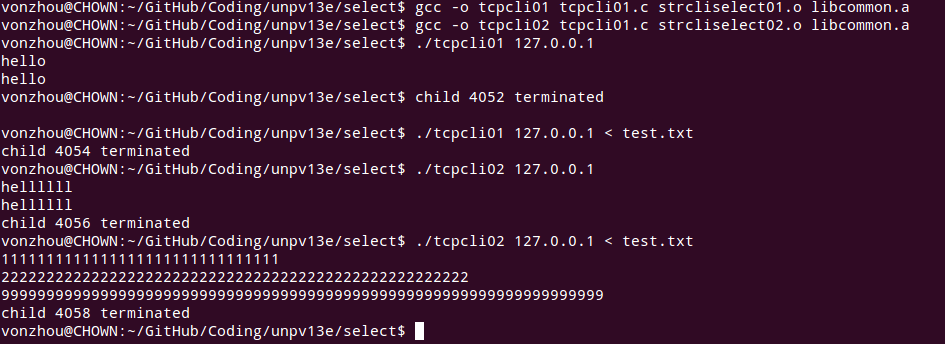 vonzhou@CHOWN:~/GitHub/Coding/unpv13e/select$ gcc -o tcpcli01 tcpcli01.c strcliselect01.o libcommon.a
vonzhou@CHOWN:~/GitHub/Coding/unpv13e/select$ gcc -o tcpcli02 tcpcli01.c strcliselect02.o libcommon.a
vonzhou@CHOWN:~/GitHub/Coding/unpv13e/select$ ./tcpcli01 127.0.0.1
hello
hello
vonzhou@CHOWN:~/GitHub/Coding/unpv13e/select$ child 4052 terminated
vonzhou@CHOWN:~/GitHub/Coding/unpv13e/select$ ./tcpcli01 127.0.0.1 < test.txt
child 4054 terminated
vonzhou@CHOWN:~/GitHub/Coding/unpv13e/select$ ./tcpcli02 127.0.0.1
hellllll
hellllll
child 4056 terminated
vonzhou@CHOWN:~/GitHub/Coding/unpv13e/select$ ./tcpcli02 127.0.0.1 < test.txt
1111111111111111111111111111111
2222222222222222222222222222222222222222222222222222
9999999999999999999999999999999999999999999999999999999999999999999
child 4058 terminated
vonzhou@CHOWN:~/GitHub/Coding/unpv13e/select$